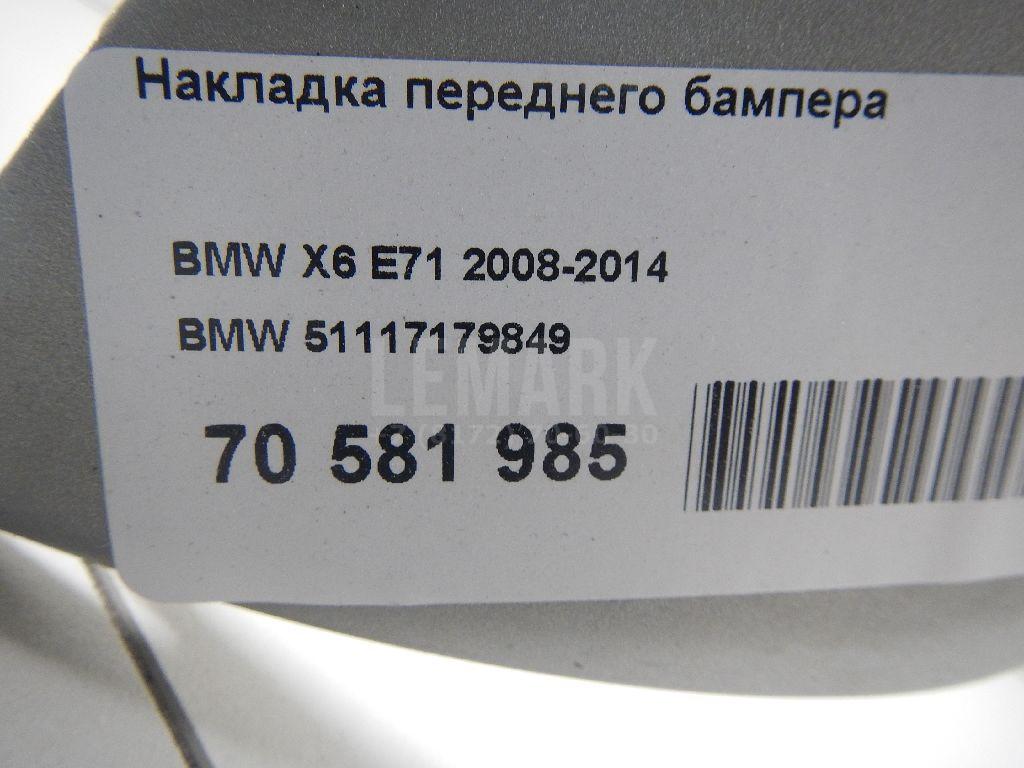 Накладка переднего бампера
BMW X6 E71 2008-2014
BMW 51117179849
LEMARK
70 581 985